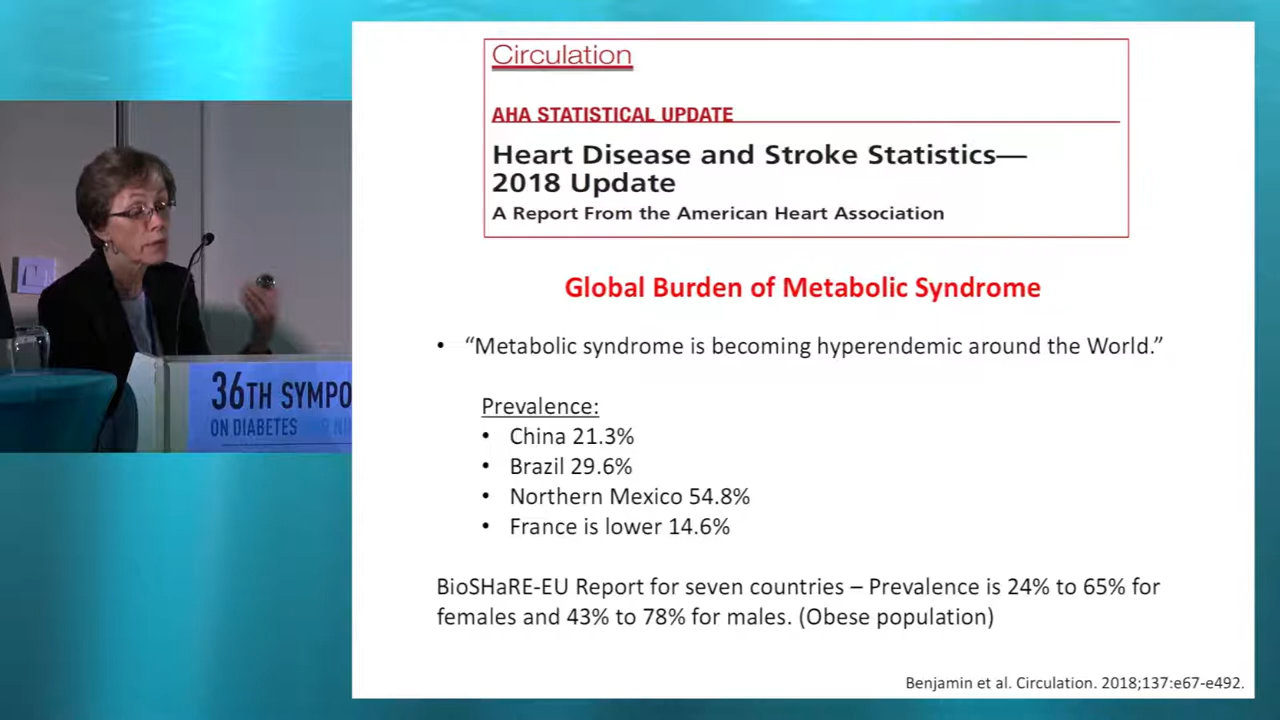 Circulation
AHA STATISTICAL UPDATE
Heart Disease and Stroke Statistics—
2018 Update
A Report From the American Heart Association
Global Burden of Metabolic Syndrome
• “Metabolic syndrome is becoming hyperendemic around the World.”
Prevalence:
• China 21.3%
• Brazil 29.6%
• Northern Mexico 54.8%
• France is lower 14.6%
BioSHaRE-EU Report for seven countries – Prevalence is 24% to 65% for
females and 43% to 78% for males. (Obese population)
Benjamin et al. Circulation. 2018;137:e67-e492.
36TH SYMPO
ON DIABETES